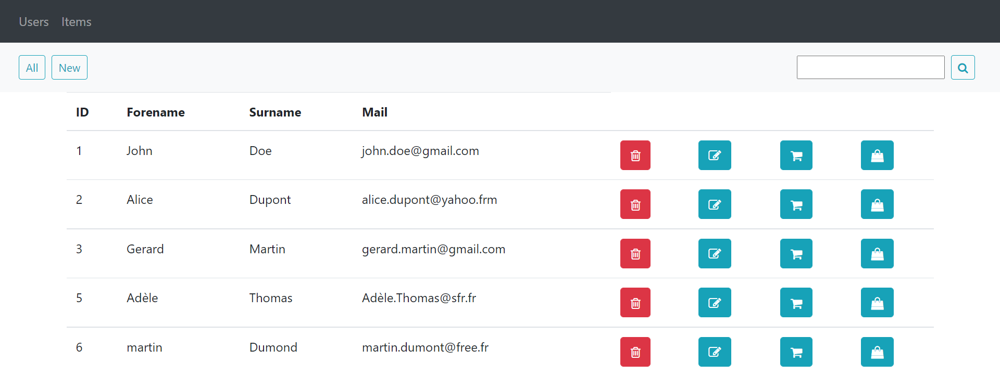 Users Items
All New
ID Forename Surname Mail
1 John Doe john.doe@gmail.com
2 Alice Dupont alice.dupont@yahoo.frm
3 Gerard Martin gerard.martin@gmail.com
5 Adèle Thomas Adèle.Thomas@sfr.fr
6 martin Dumond martin.dumont@free.fr